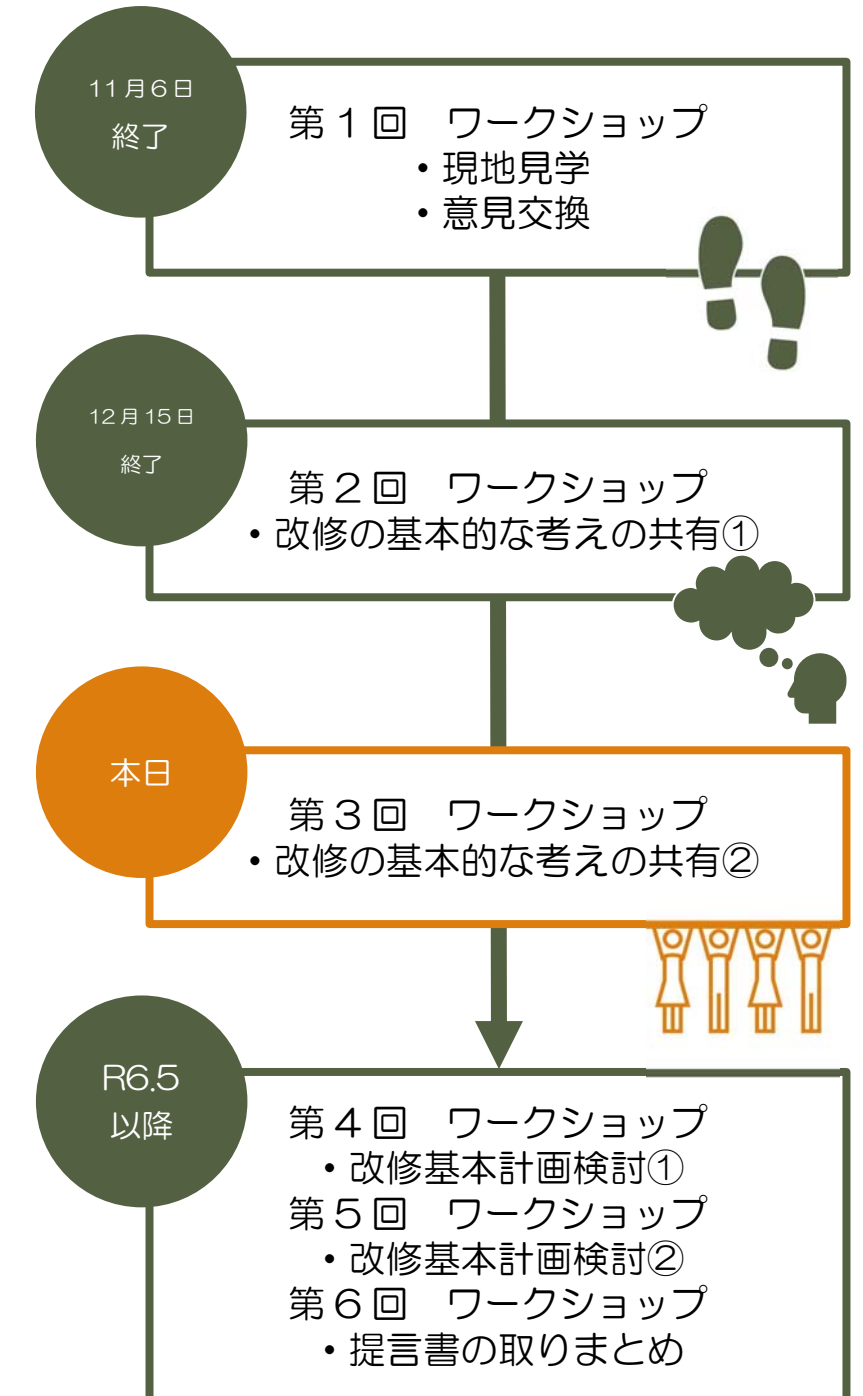 11月6日
終了
第1回　ワークショップ
・現地見学
・意見交換
12月15日
終了
第2回　ワークショップ
・改修の基本的な考えの共有①
本日
第3回　ワークショップ
・改修の基本的な考えの共有②
R6.5
以降
第4回　ワークショップ
・改修基本計画検討①
第5回　ワークショップ
・改修基本計画検討②
第6回　ワークショップ
・提言書の取りまとめ